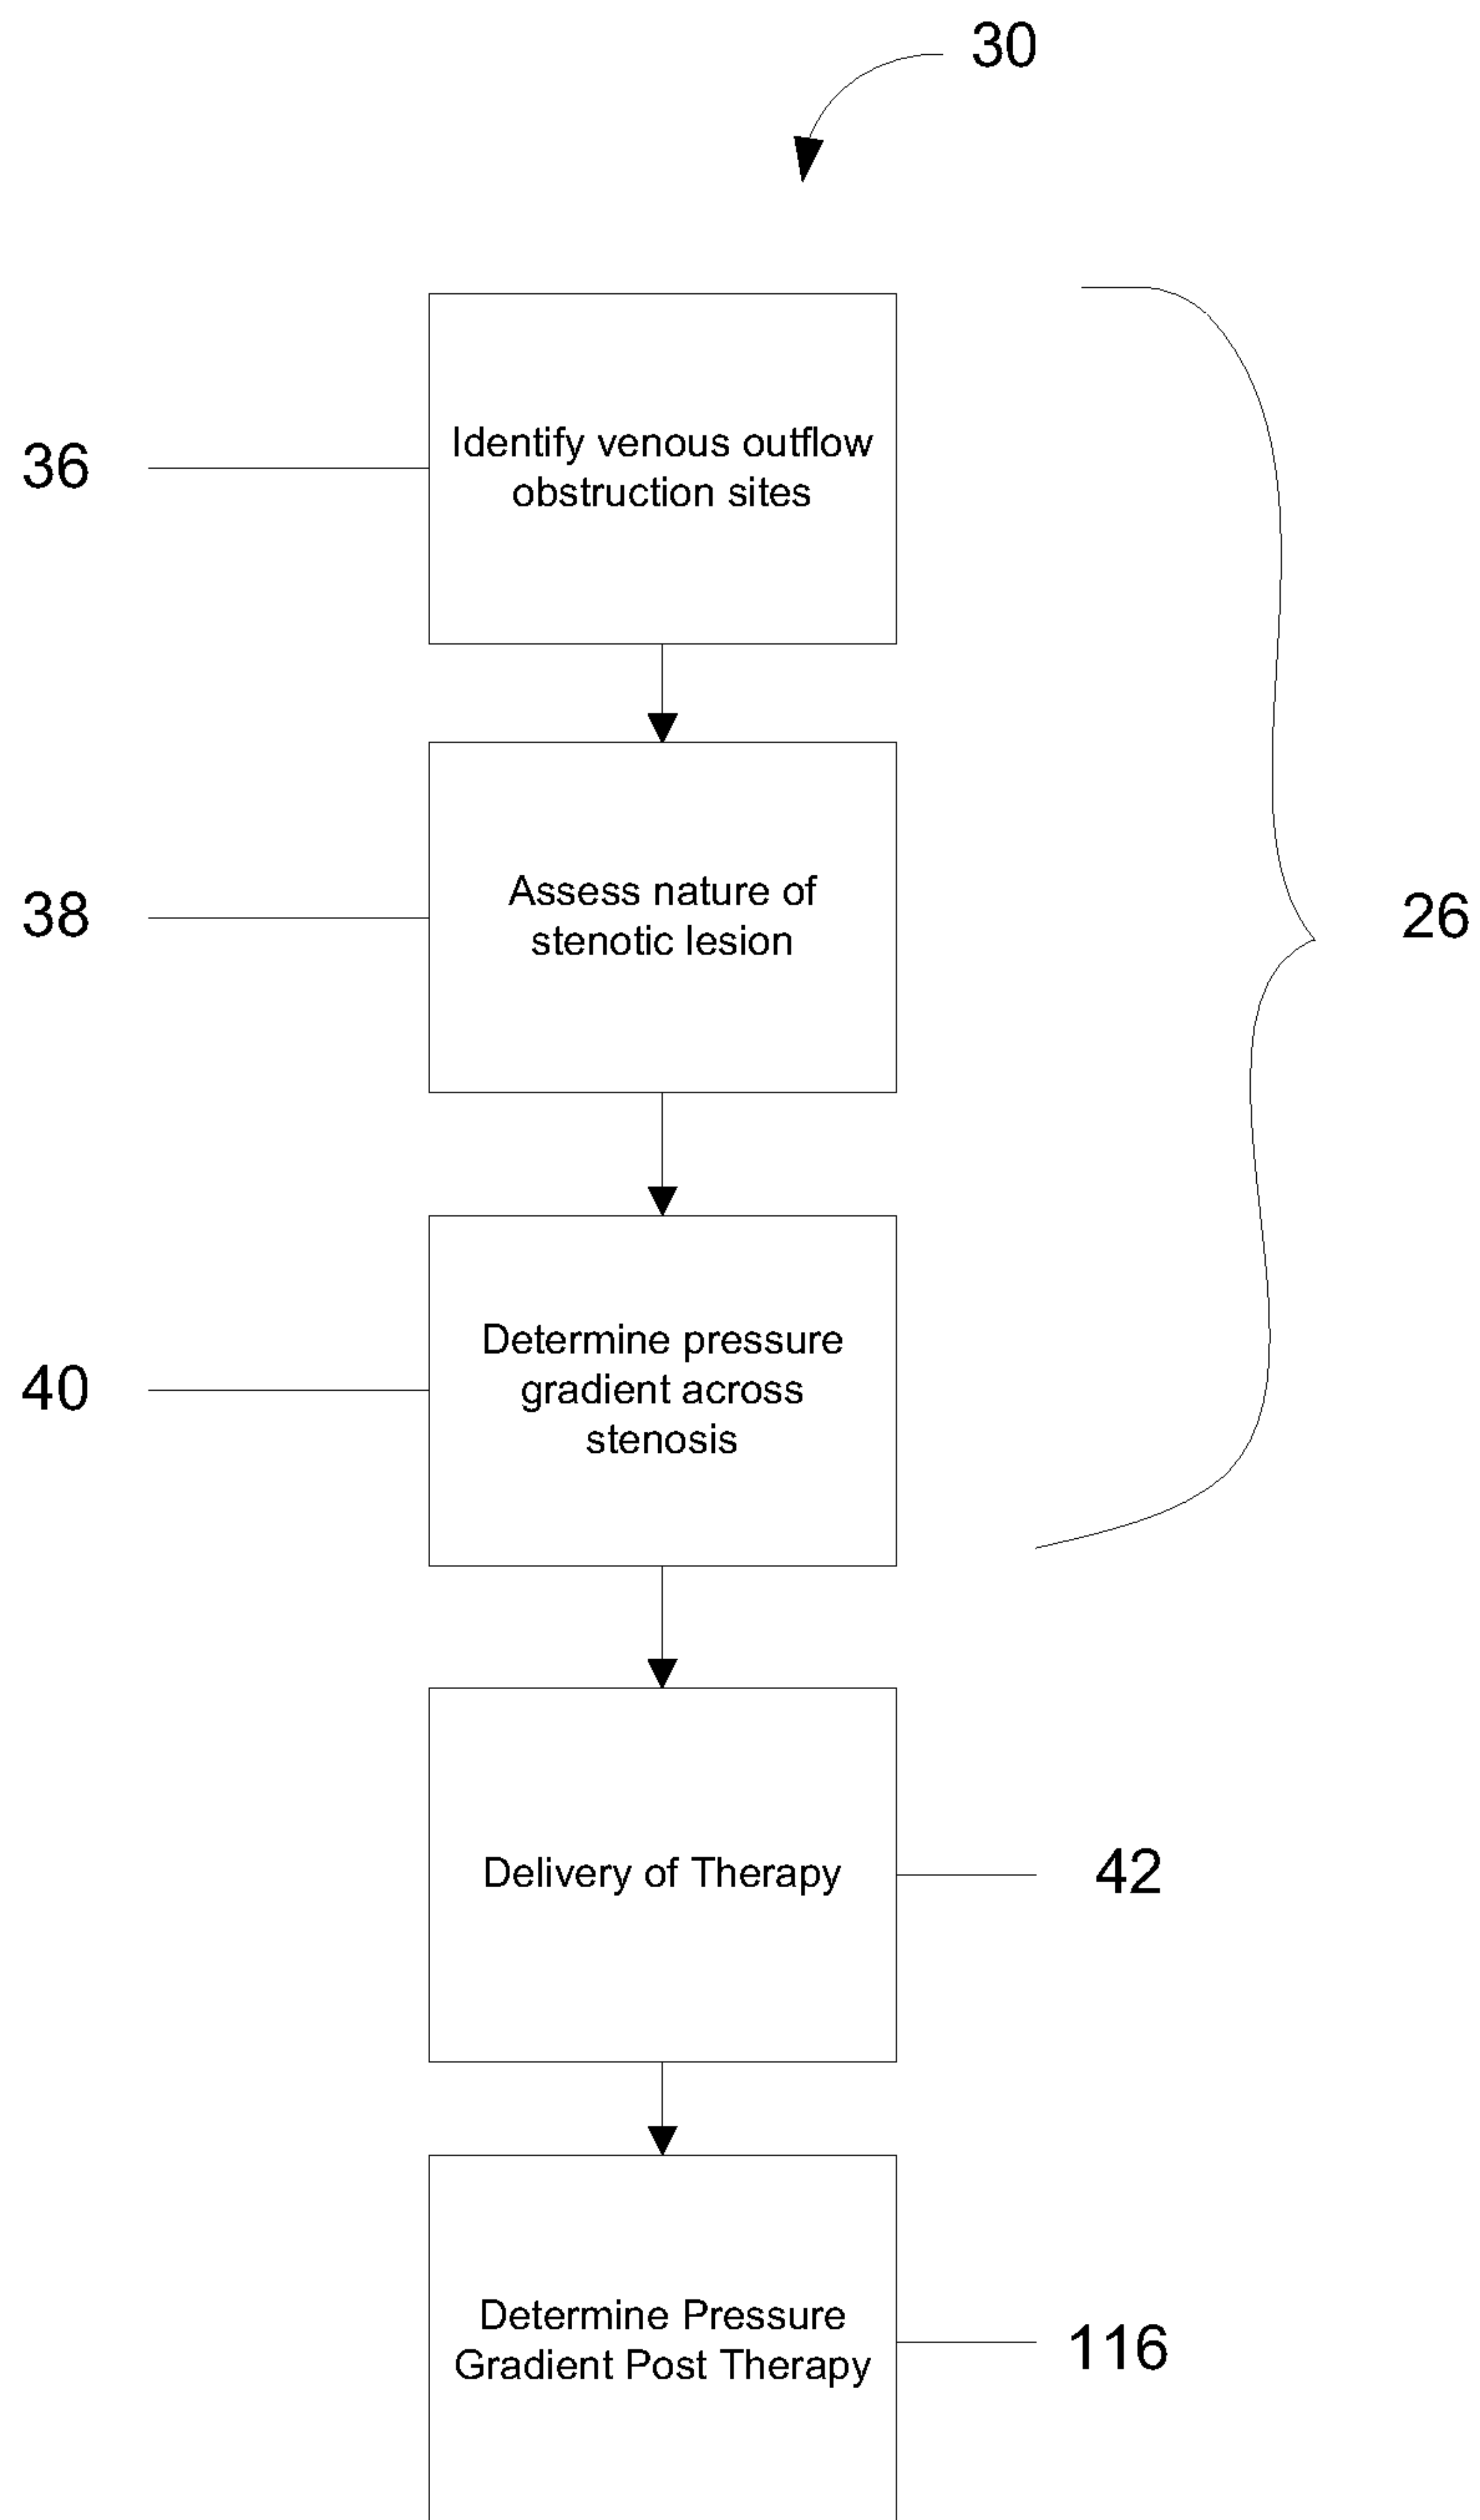 30
36
Identify venous outflow
obstruction sites
38
Assess nature of
stenotic lesion
26
40
Determine pressure
gradient across
stenosis
Delivery of Therapy
42
Determine Pressure
Gradient Post Therapy
116